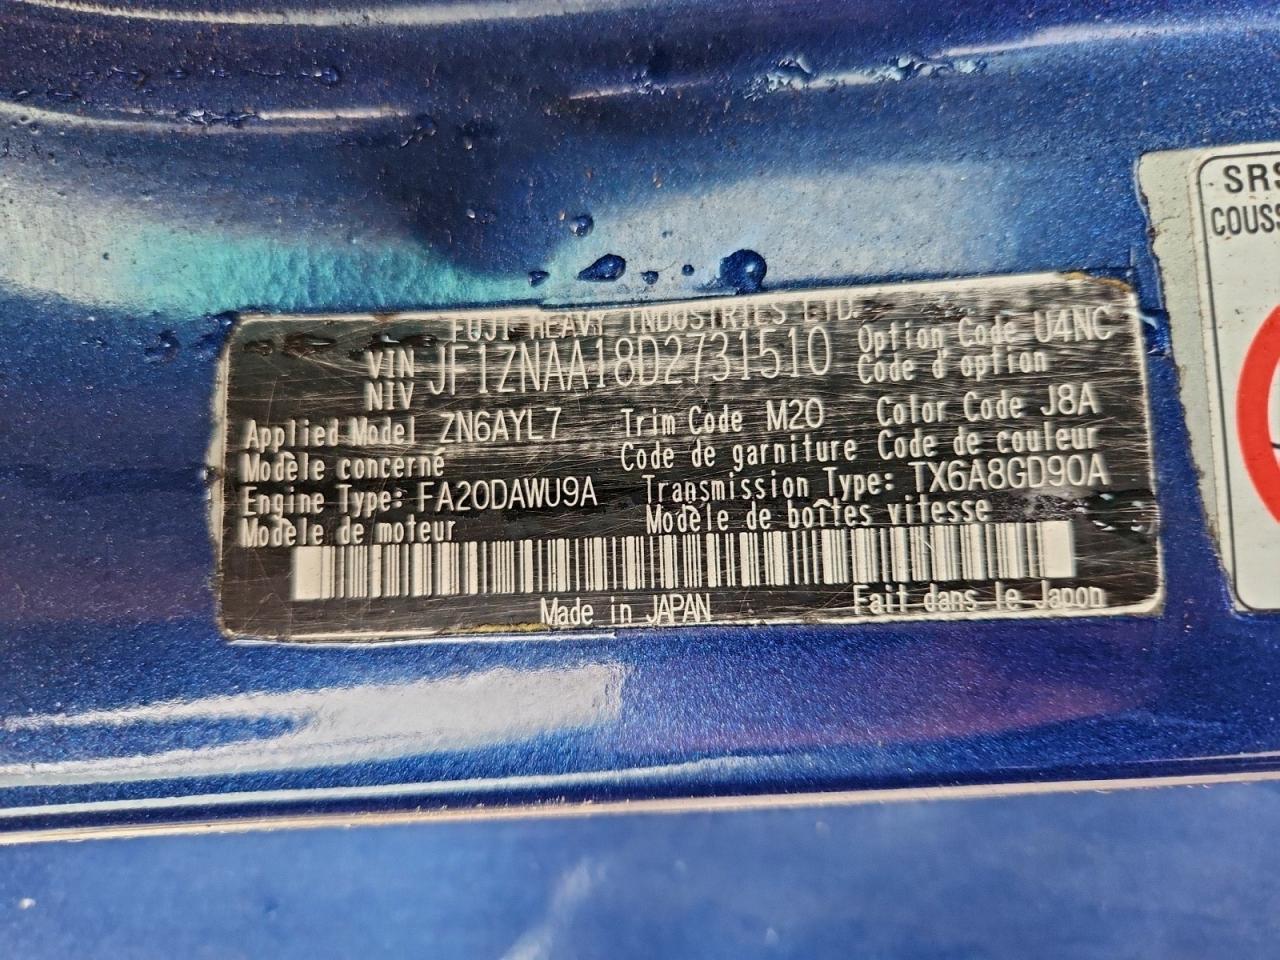 FUJI HEAVY INDUSTRIES LTD.
VIN JF1ZNAA18D2731510 Option Code U4NC
NIV Code d'option
Applied Model ZN6AYL7 Trim Code M20 Color Code J8A
Modèle concerné Code de garniture Code de couleur
Engine Type: FA20DAWU9A Transmission Type: TX6A8GD90A
Modèle de moteur Modèle de boîtes vitesse
Made in JAPAN Fait dans le Japon
SRS
COUSS